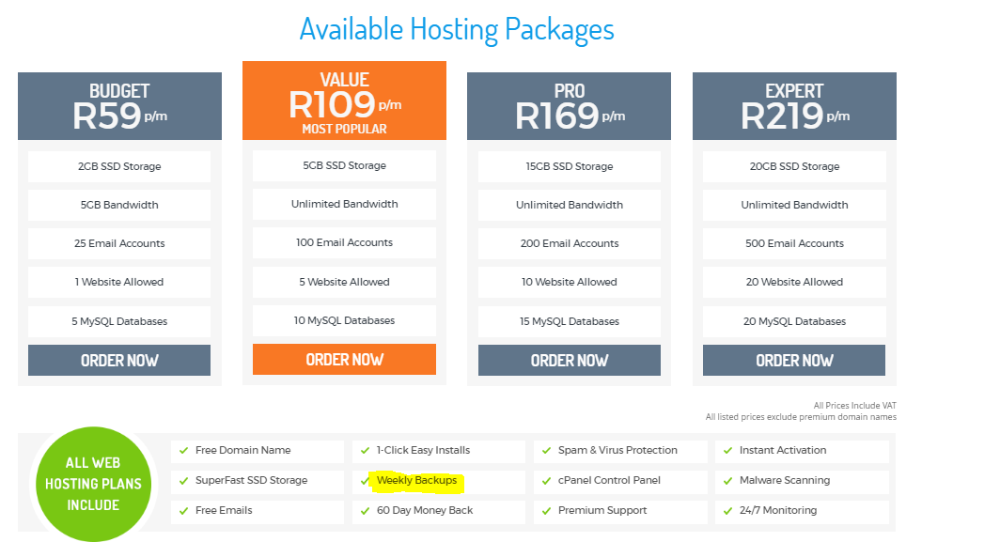 Available Hosting Packages
BUDGET
R59 p/m
2GB SSD Storage
5GB Bandwidth
25 Email Accounts
1 Website Allowed
5 MySQL Databases
ORDER NOW
VALUE
R109 p/m
MOST POPULAR
5GB SSD Storage
Unlimited Bandwidth
100 Email Accounts
5 Website Allowed
10 MySQL Databases
ORDER NOW
PRO
R169 p/m
15GB SSD Storage
Unlimited Bandwidth
200 Email Accounts
10 Website Allowed
15 MySQL Databases
ORDER NOW
EXPERT
R219 p/m
20GB SSD Storage
Unlimited Bandwidth
500 Email Accounts
20 Website Allowed
20 MySQL Databases
ORDER NOW
All Prices Include VAT
All listed prices exclude premium domain names
ALL WEB
HOSTING PLANS
INCLUDE
Free Domain Name
SuperFast SSD Storage
Free Emails
1-Click Easy Installs
Weekly Backups
60 Day Money Back
Spam & Virus Protection
cPanel Control Panel
Premium Support
Instant Activation
Malware Scanning
24/7 Monitoring